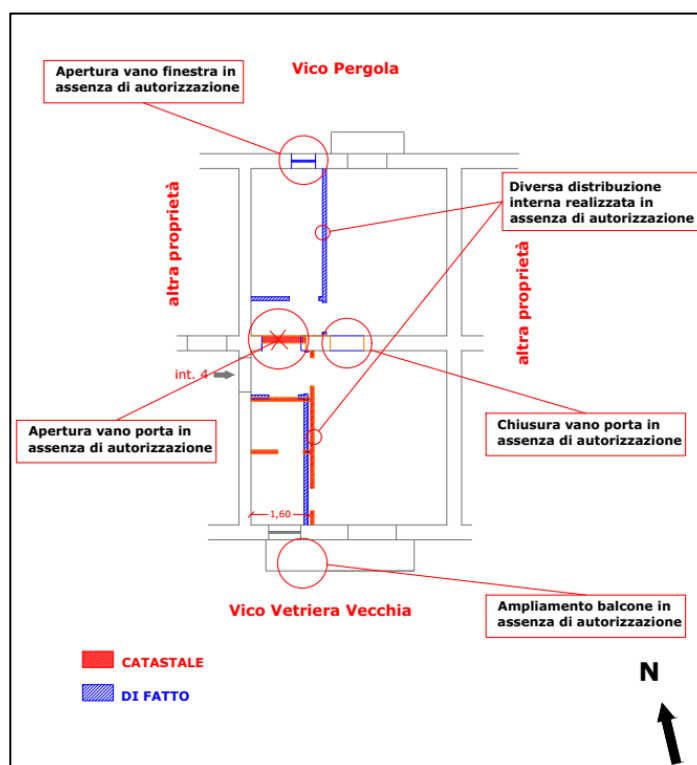 Vico Pergola
Apertura vano finestra in
assenza di autorizzazione
Diversa distribuzione
interna realizzata in
assenza di autorizzazione
altra proprietà
altra proprietà
int. 4
Apertura vano porta in
assenza di autorizzazione
Chiusura vano porta in
assenza di autorizzazione
1,60
Vico Vetriera Vecchia
Ampliamento balcone in
assenza di autorizzazione
CATASTALE
DI FATTO
N